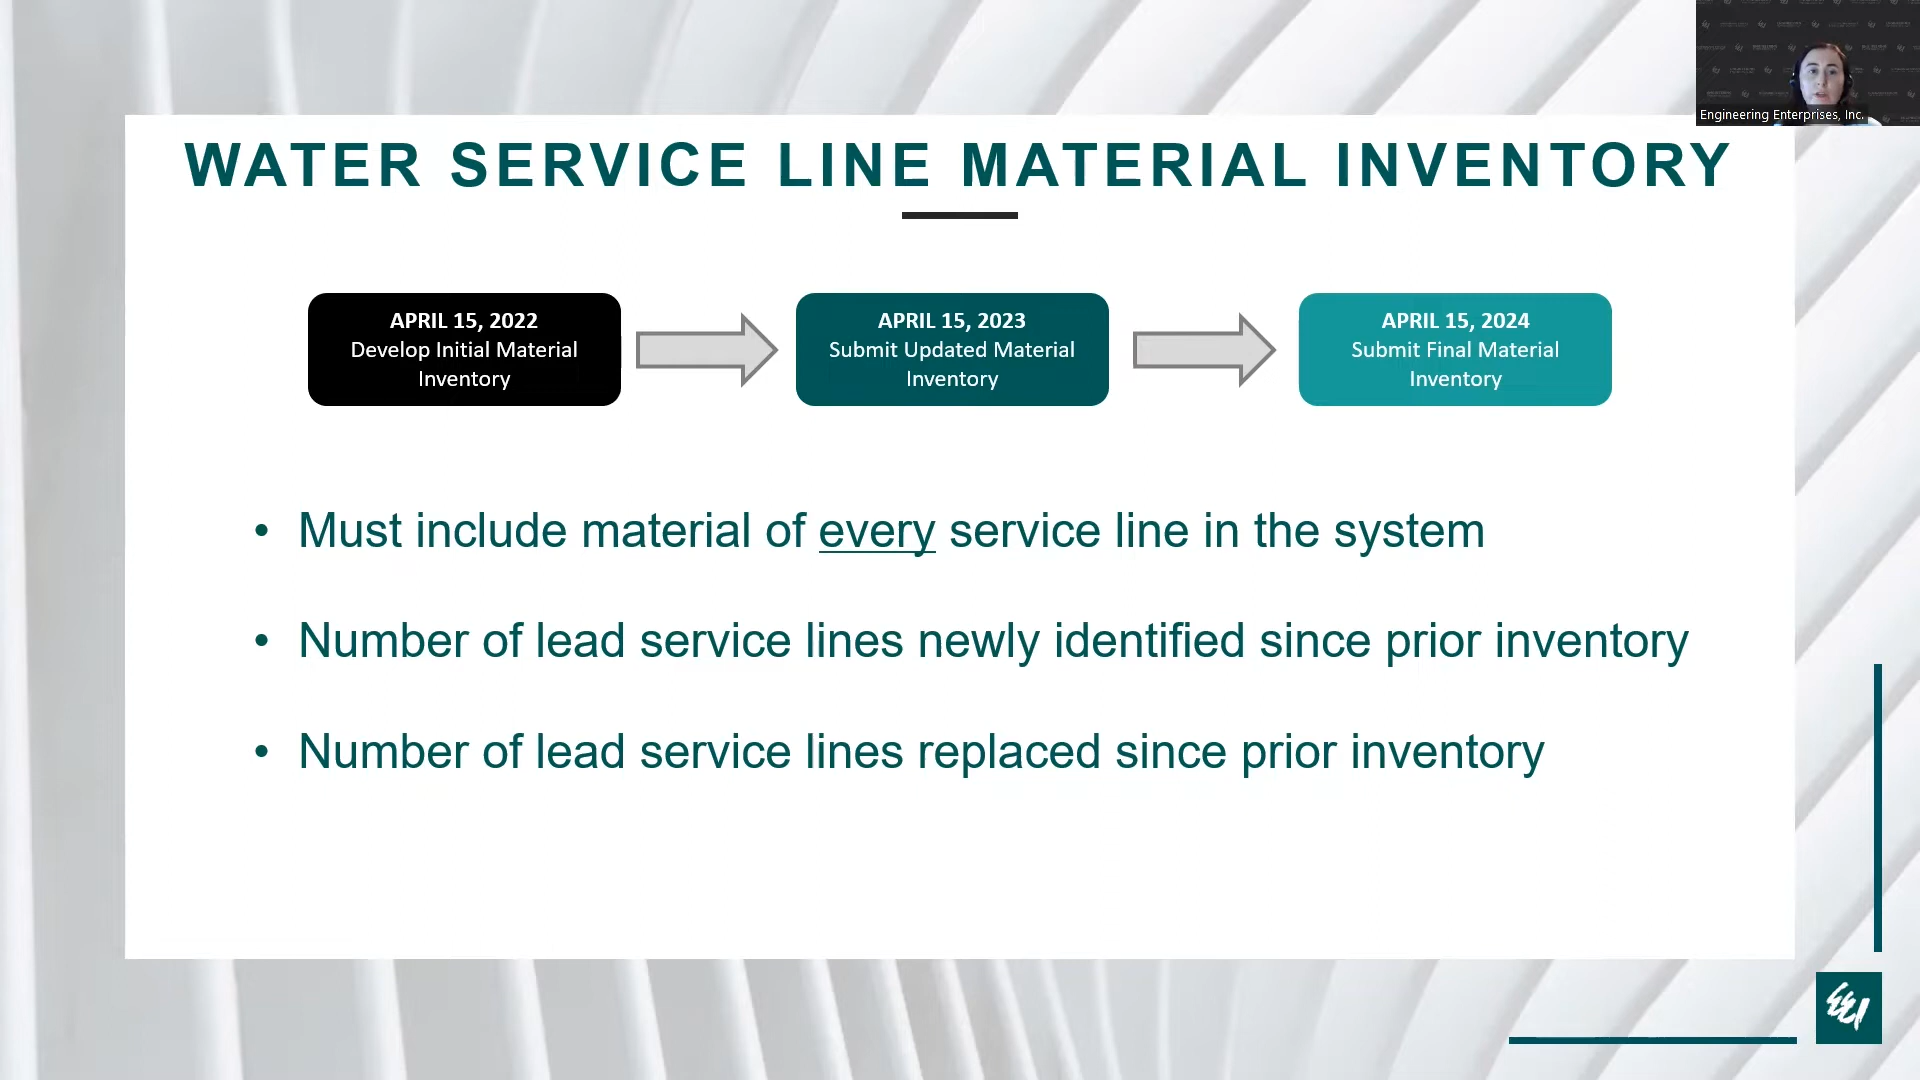 Engineering Enterprises, Inc.
WATER SERVICE LINE MATERIAL INVENTORY
APRIL 15, 2022
Develop Initial Material
Inventory
APRIL 15, 2023
Submit Updated Material
Inventory
APRIL 15, 2024
Submit Final Material
Inventory
• Must include material of every service line in the system
• Number of lead service lines newly identified since prior inventory
• Number of lead service lines replaced since prior inventory
EEI